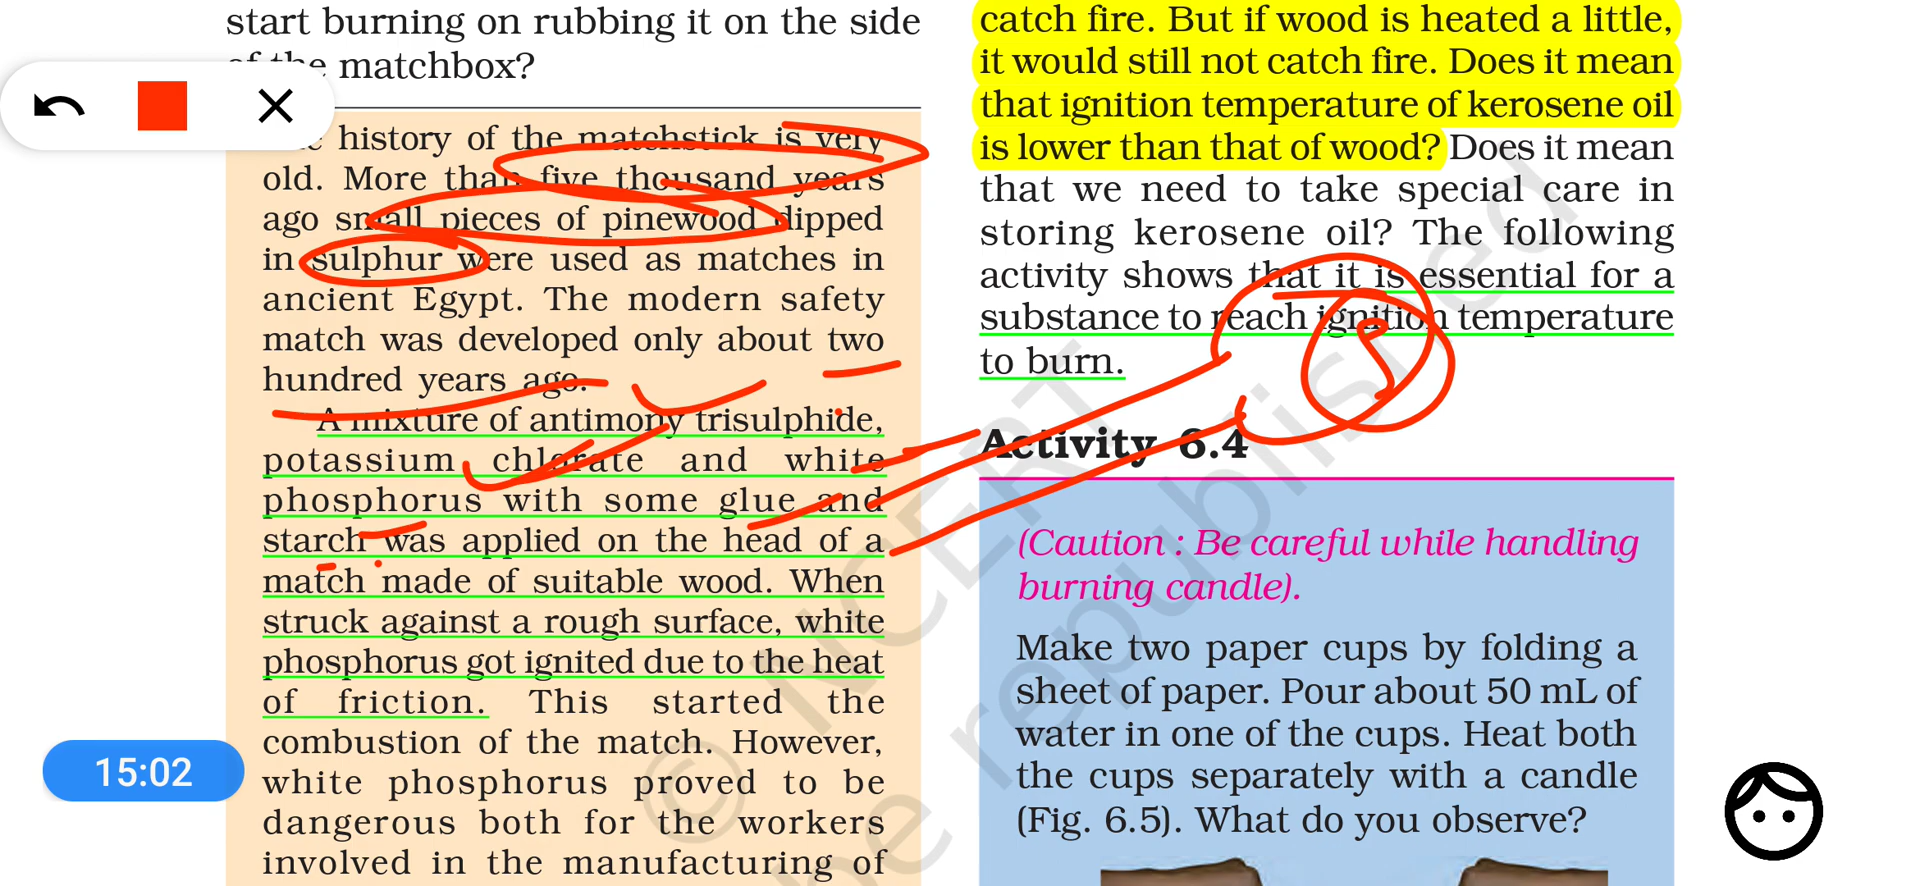 start burning on rubbing it on the side
of the matchbox?
history of the matchstick is very
old. More than five thousand years
ago small pieces of pinewood dipped
in sulphur were used as matches in
ancient Egypt. The modern safety
match was developed only about two
hundred years ago.
A mixture of antimony trisulphide,
potassium chlorate and white
phosphorus with some glue and
starch was applied on the head of a
match made of suitable wood. When
struck against a rough surface, white
phosphorus got ignited due to the heat
of friction. This started the
combustion of the match. However,
white phosphorus proved to be
dangerous both for the workers
involved in the manufacturing of
15:02
catch fire. But if wood is heated a little,
it would still not catch fire. Does it mean
that ignition temperature of kerosene oil
is lower than that of wood? Does it mean
that we need to take special care in
storing kerosene oil? The following
activity shows that it is essential for a
substance to reach ignition temperature
to burn.
Activity 6.4
(Caution : Be careful while handling
burning candle).
Make two paper cups by folding a
sheet of paper. Pour about 50 mL of
water in one of the cups. Heat both
the cups separately with a candle
(Fig. 6.5). What do you observe?
© NCERT
be republished